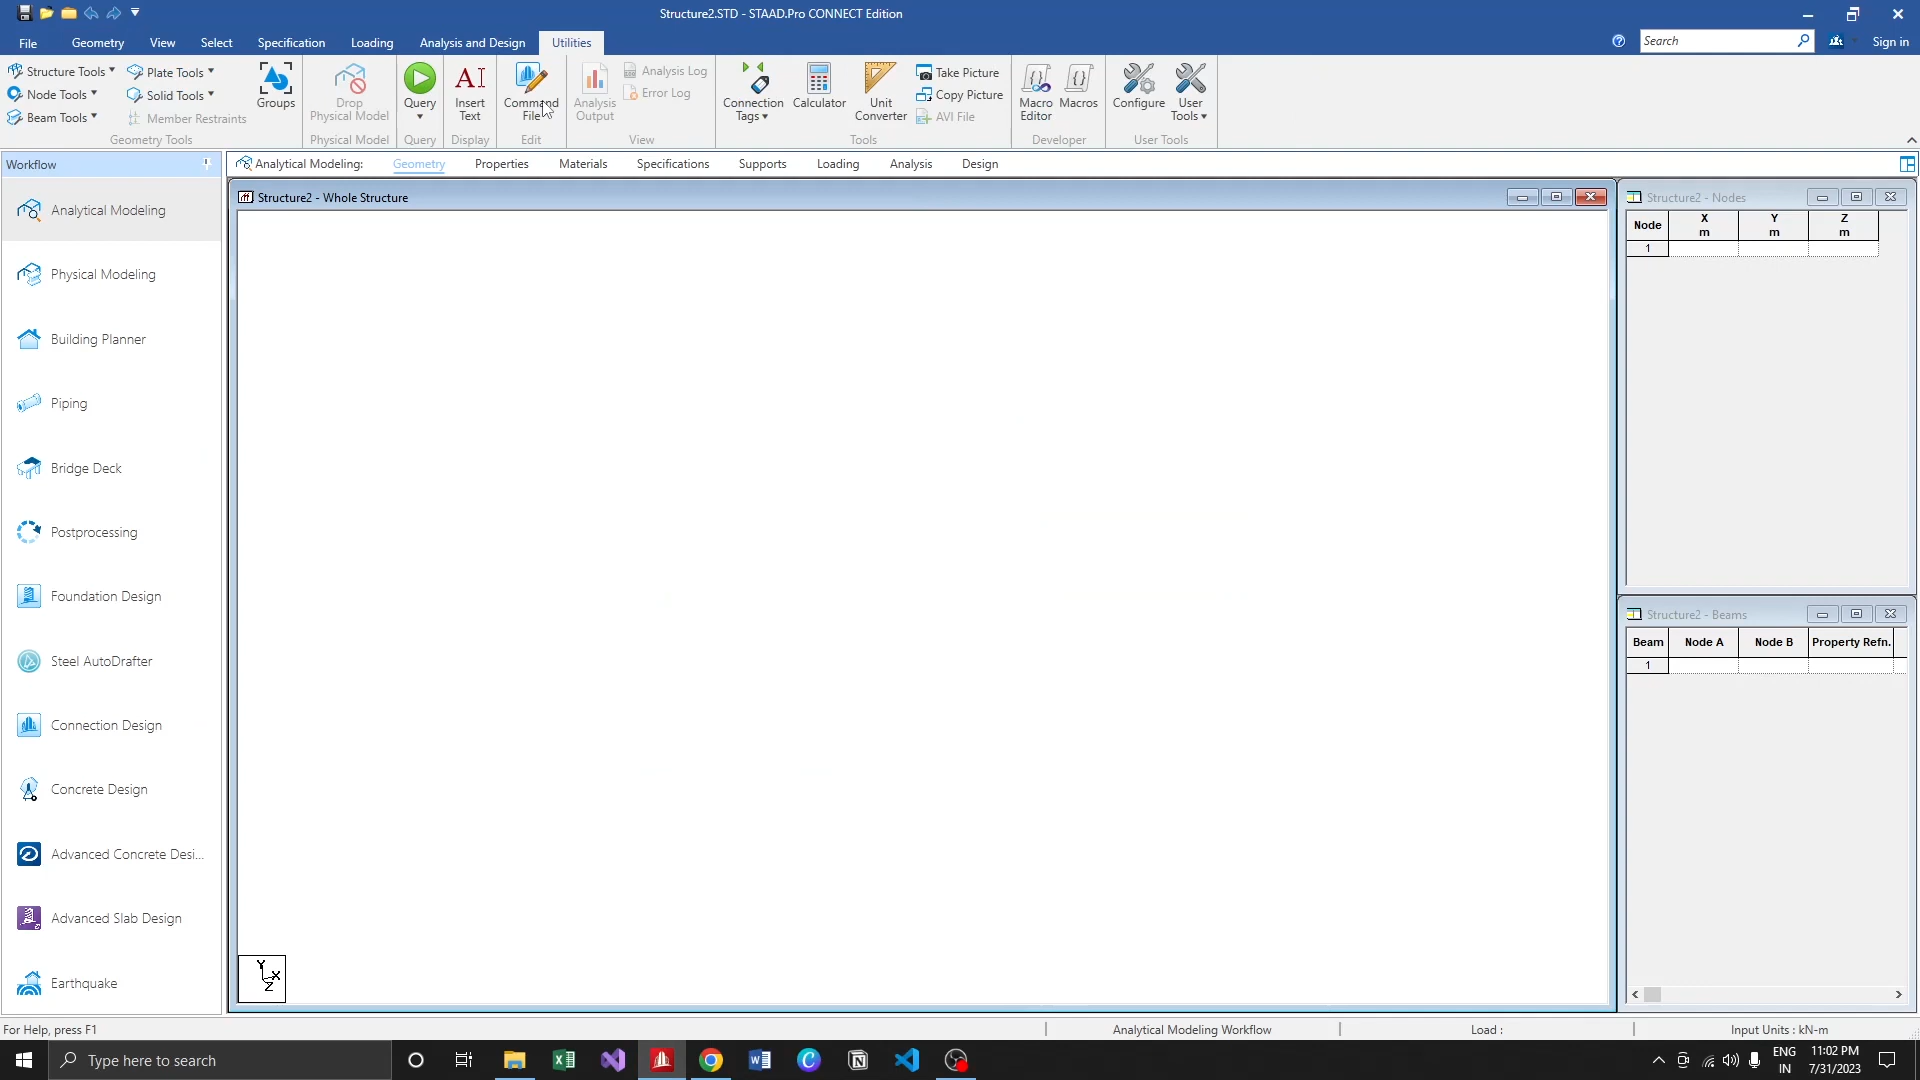 Structure2.STD - STAAD.Pro CONNECT Edition
File Geometry View Select Specification Loading Analysis and Design Utilities Search Sign in
Structure Tools Plate Tools
Node Tools Solid Tools
Beam Tools Member Restraints
Geometry Tools
Groups
Drop
Physical Model
Physical Model
Query
Query
Insert
Text
Display
Command
File
Edit
Analysis
Output
Analysis Log
Error Log
View
Connection
Tags
Calculator
Unit
Converter
Take Picture
Copy Picture
AVI File
Tools
Macro
Editor
Macros
Developer
Configure
User
Tools
User Tools
Workflow
Analytical Modeling: Geometry Properties Materials Specifications Supports Loading Analysis Design
Analytical Modeling
Physical Modeling
Building Planner
Piping
Bridge Deck
Postprocessing
Foundation Design
Steel AutoDrafter
Connection Design
Concrete Design
Advanced Concrete Desi...
Advanced Slab Design
Earthquake
Structure2 - Whole Structure
Y
X
Z
Structure2 - Nodes
Node X m Y m Z m
1
Structure2 - Beams
Beam Node A Node B Property Refn.
1
For Help, press F1 Analytical Modeling Workflow Load : Input Units : kN-m
Type here to search
ENG
IN
11:02 PM
7/31/2023